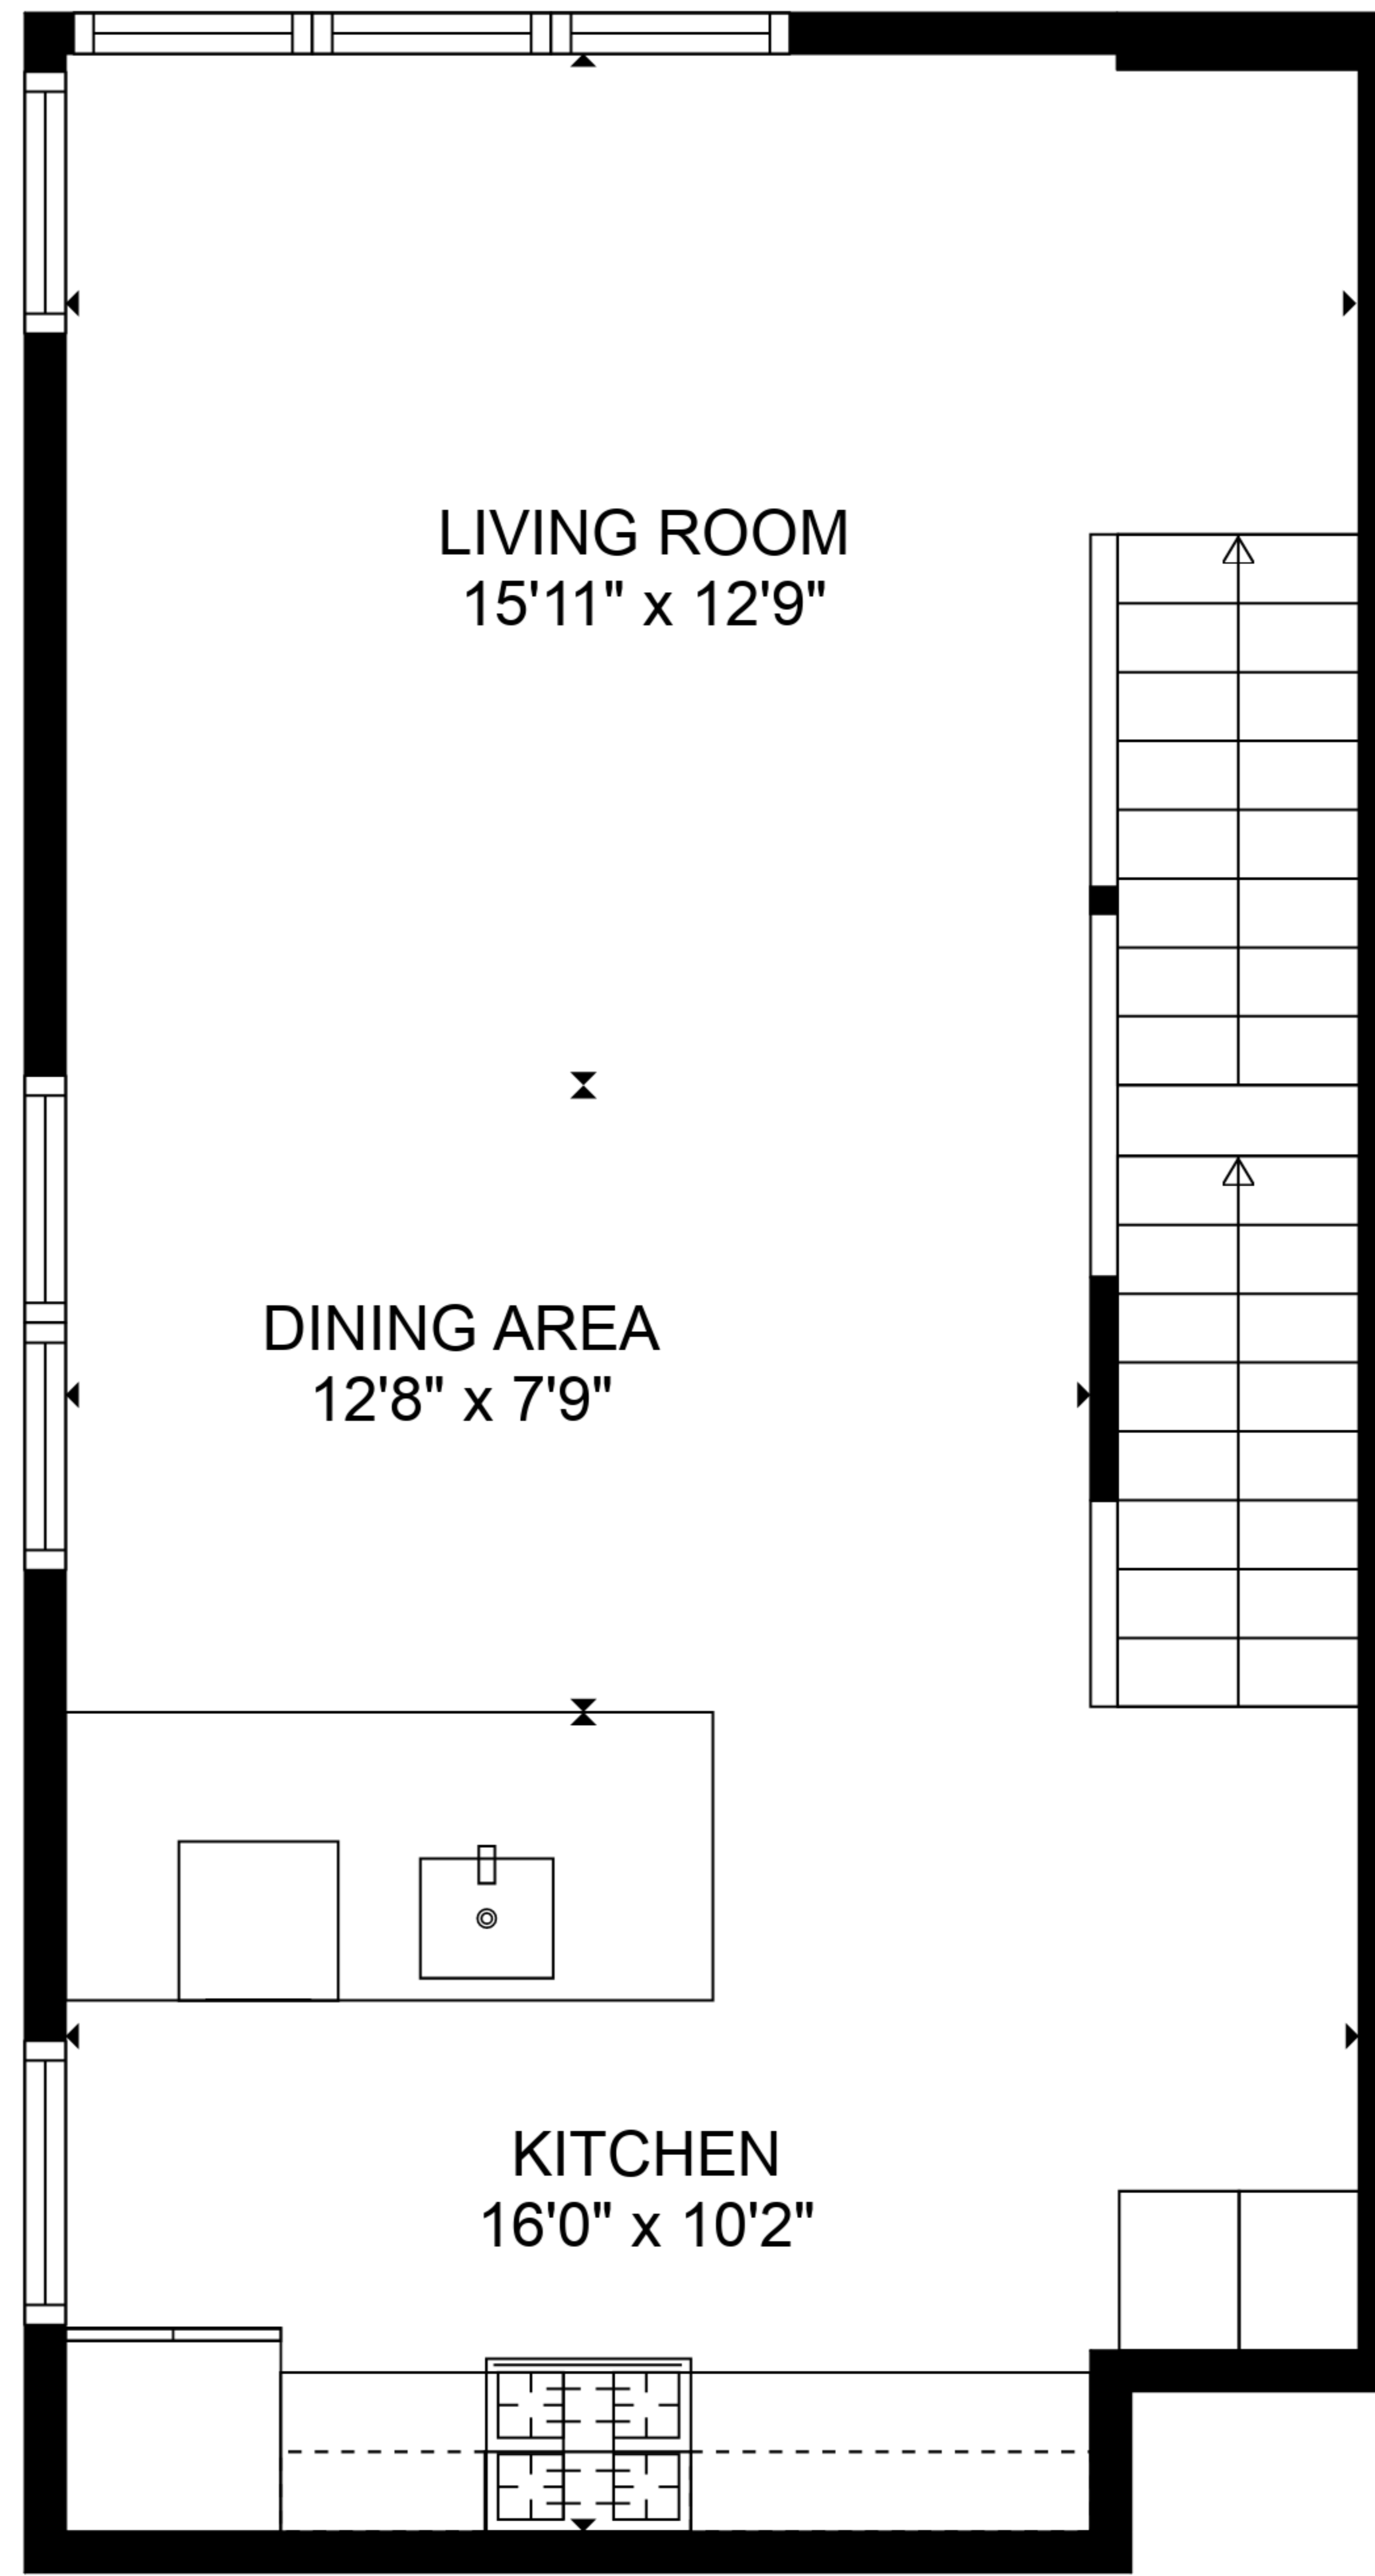 LIVING ROOM
15'11" x 12'9"
DINING AREA
12'8" x 7'9"
KITCHEN
16'0" x 10'2"